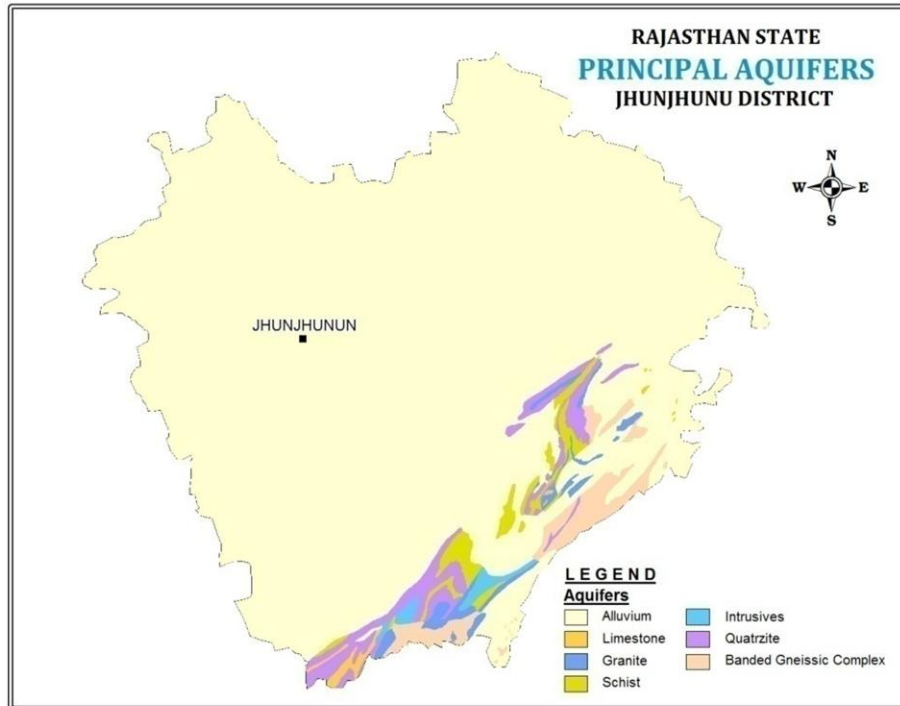 RAJASTHAN STATE
PRINCIPAL AQUIFERS
JHUNJHUNU DISTRICT
N
W E
S
JHUNJHUNUN
LEGEND
Aquifers
Alluvium
Limestone
Granite
Schist
Intrusives
Quatrzite
Banded Gneissic Complex